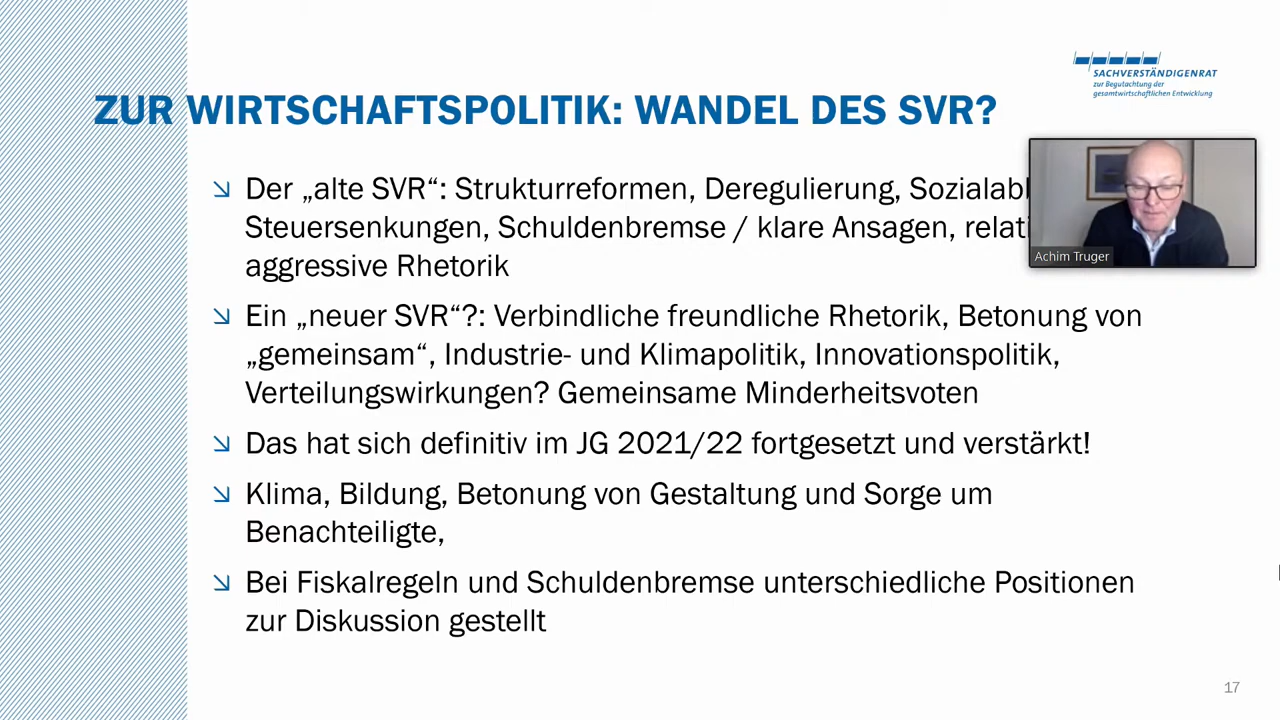 SACHVERSTÄNDIGENRAT
zur Begutachtung der
gesamtwirtschaftlichen Entwicklung
ZUR WIRTSCHAFTSPOLITIK: WANDEL DES SVR?
Der „alte SVR“: Strukturreformen, Deregulierung,
Steuersenkungen, Schuldenbremse / klare Ansagen,
aggressive Rhetorik
Achim Truger
Ein „neuer SVR“?: Verbindliche freundliche Rhetorik, Betonung von
„gemeinsam“, Industrie- und Klimapolitik, Innovationspolitik,
Verteilungswirkungen? Gemeinsame Minderheitsvoten
Das hat sich definitiv im JG 2021/22 fortgesetzt und verstärkt!
Klima, Bildung, Betonung von Gestaltung und Sorge um
Benachteiligte,
Bei Fiskalregeln und Schuldenbremse unterschiedliche Positionen
zur Diskussion gestellt
17